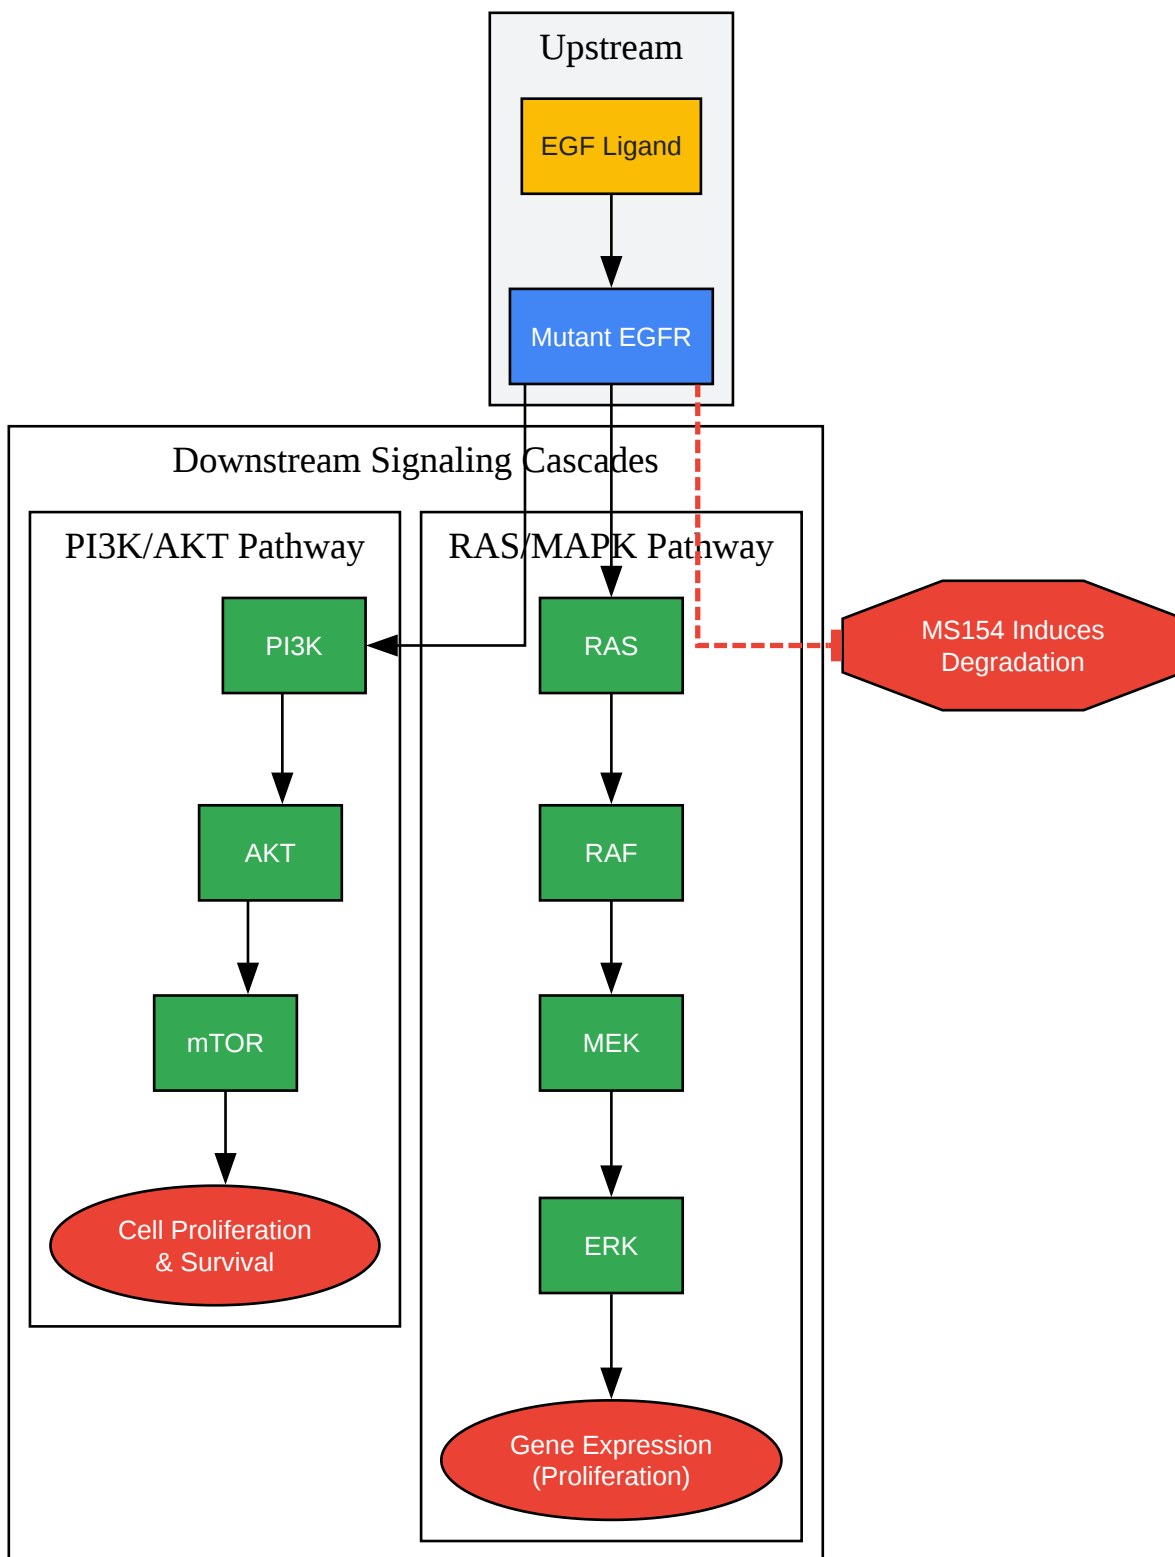 Upstream
EGF Ligand
Mutant EGFR
Downstream Signaling Cascades
PI3K/AKT Pathway
PI3K
AKT
mTOR
Cell Proliferation
& Survival
RAS/MAPK Pathway
RAS
RAF
MEK
ERK
Gene Expression
(Proliferation)
MS154 Induces
Degradation